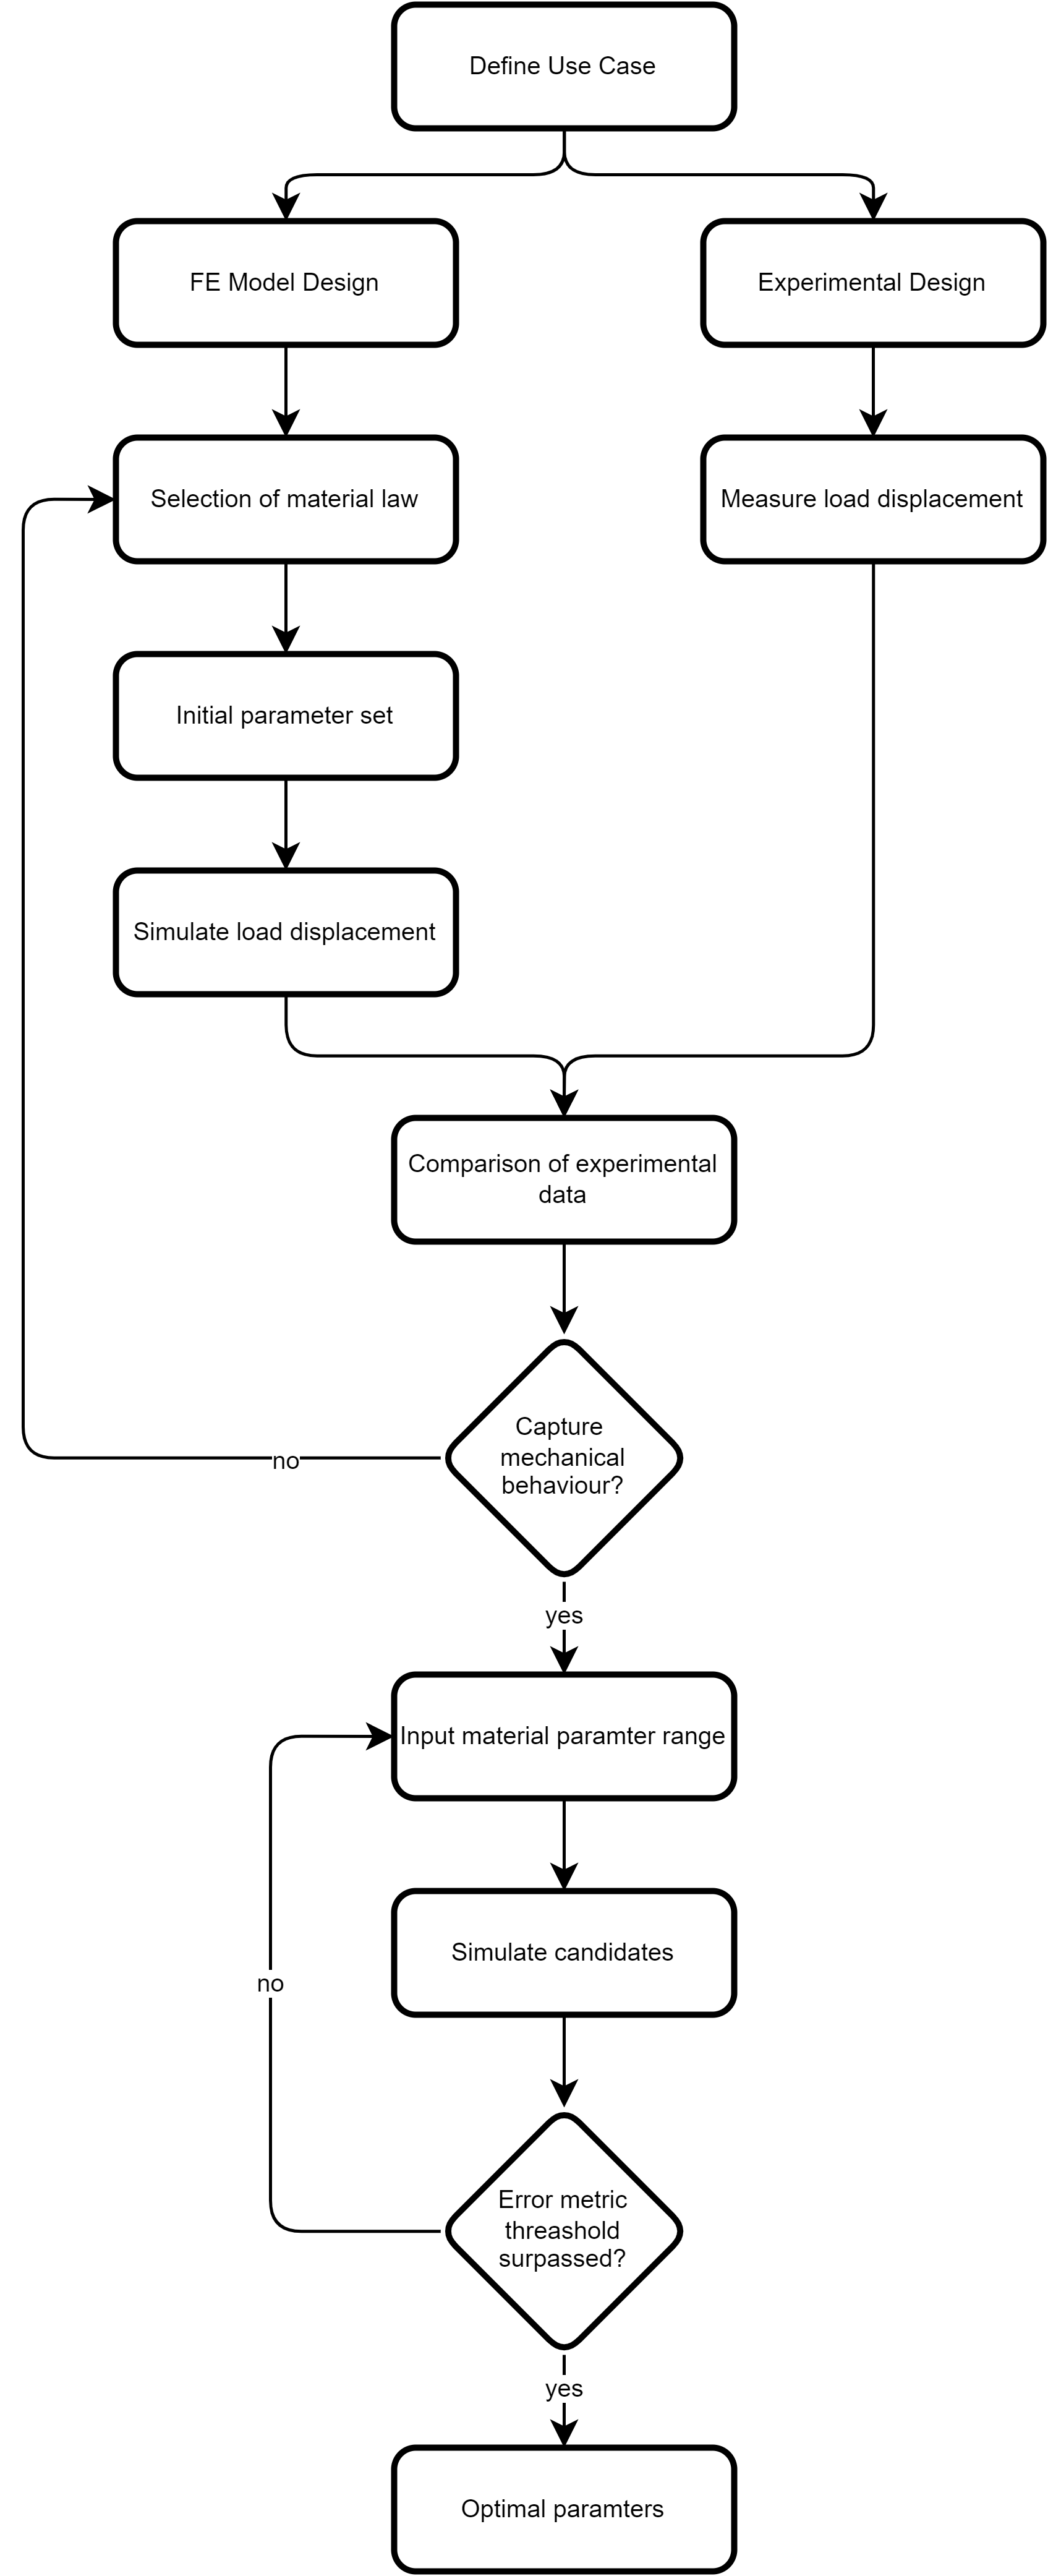 Define Use Case
FE Model Design
Experimental Design
Selection of material law
Measure load displacement
Initial parameter set
Simulate load displacement
Comparison of experimental
data
Capture
mechanical
behaviour?
no
yes
Input material paramter range
Simulate candidates
no
Error metric
threashold
surpassed?
yes
Optimal paramters